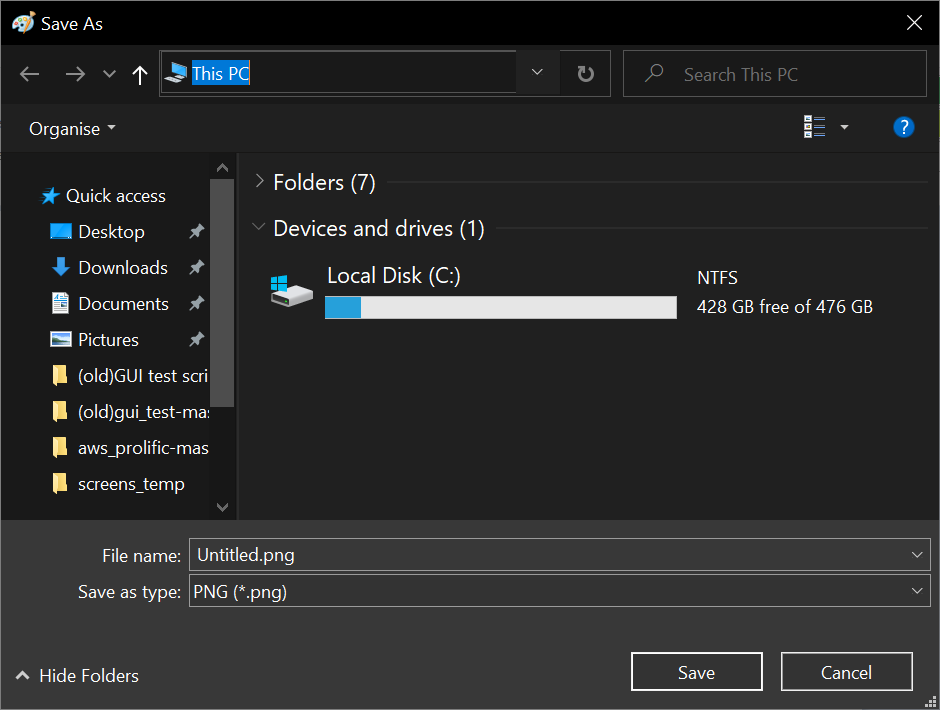 Save As
This PC
Search This PC
Organise
?
Quick access
Desktop
Downloads
Documents
Pictures
(old)GUI test scri
(old)gui_test-mas
aws_prolific-mas
screens_temp
Folders (7)
Devices and drives (1)
Local Disk (C:)
NTFS
428 GB free of 476 GB
File name: Untitled.png
Save as type: PNG (*.png)
Hide Folders
Save
Cancel